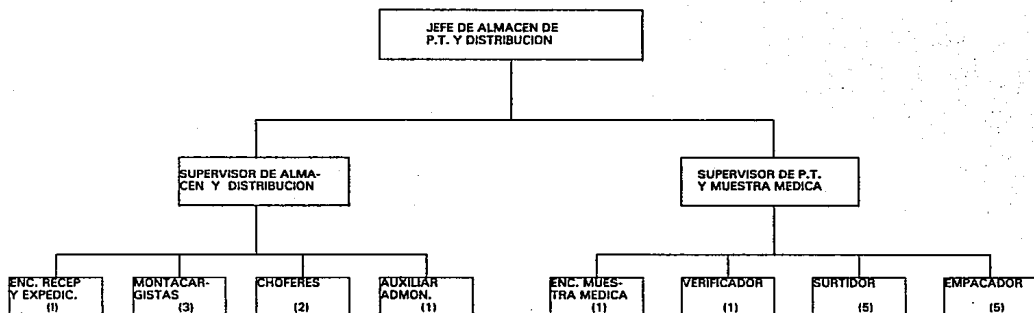 JEFE DE ALMACEN DE
P.T. Y DISTRIBUCION
SUPERVISOR DE ALMA-
CEN Y DISTRIBUCION
SUPERVISOR DE P.T.
Y MUESTRA MEDICA
ENC. RECEP
Y EXPEDIC.
(I)
MONTACAR-
GISTAS
(3)
CHOFERES
(2)
AUXILIAR
ADMON.
(1)
ENC. MUES-
TRA MEDICA
(1)
VERIFICADOR
(1)
SURTIDOR
(5)
EMPACADOR
(5)